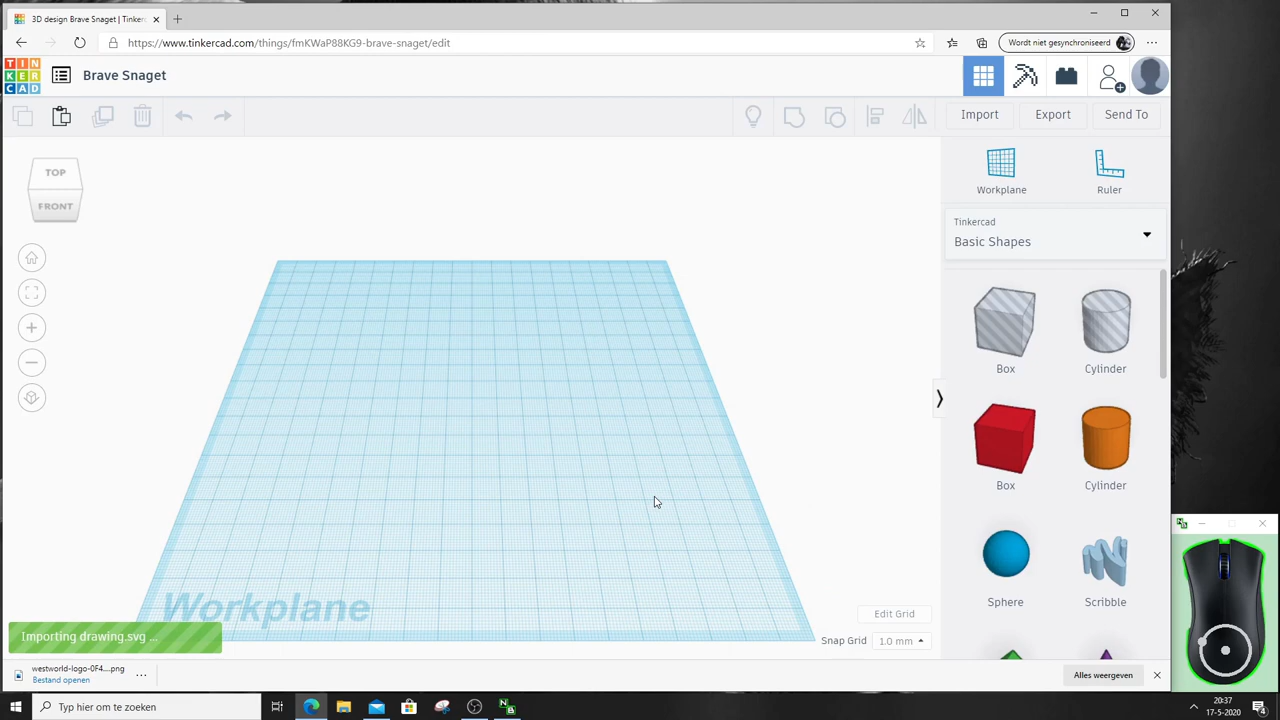 3D design Brave Snaget | Tinker
https://www.tinkercad.com/things/fmKWaP88KG9-brave-snaget/edit
Wordt niet gesynchroniseerd
TIN
KER
CAD
Brave Snaget
Import
Export
Send To
TOP
FRONT
Workplane
Ruler
Tinkercad
Basic Shapes
Box
Cylinder
Box
Cylinder
Sphere
Scribble
Workplane
Edit Grid
Snap Grid
1.0 mm
Importing drawing.svg ...
westworld-logo-0F4....png
Bestand openen
Alles weergeven
Typ hier om te zoeken
20:37
17-5-2020
4